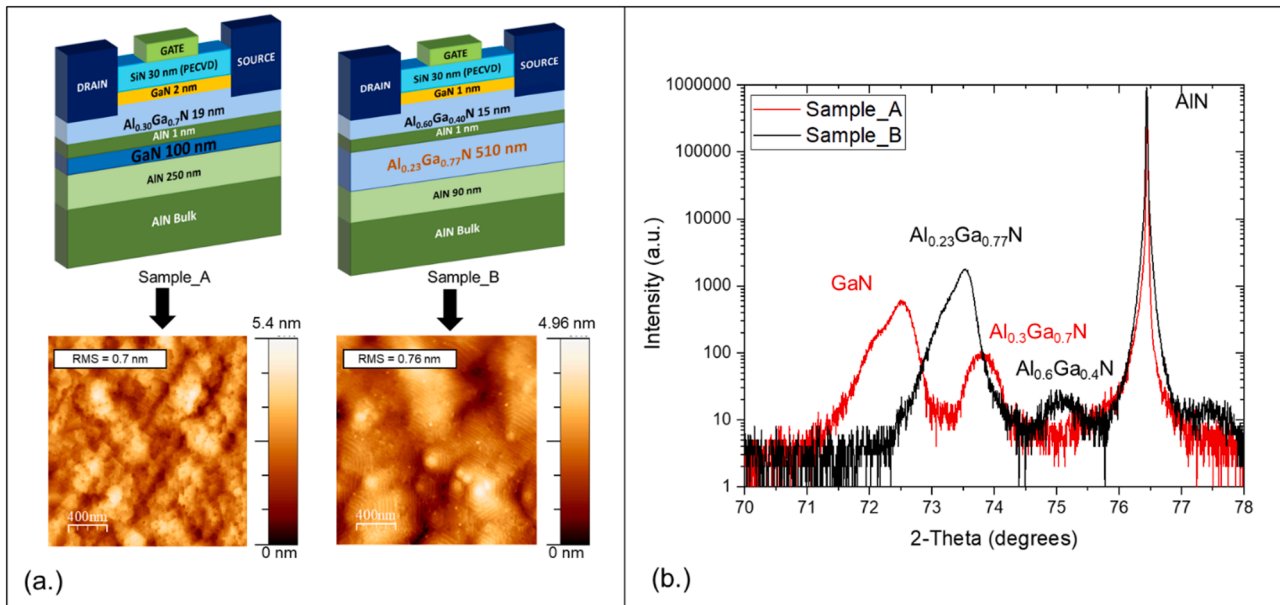 GATE
DRAIN
SOURCE
SiN 30 nm (PECVD)
GaN 2 nm
Al0.30Ga0.7N 19 nm
AlN 1 nm
GaN 100 nm
AlN 250 nm
AlN Bulk
Sample_A
GATE
DRAIN
SOURCE
SiN 30 nm (PECVD)
GaN 1 nm
Al0.60Ga0.40N 15 nm
AlN 1 nm
Al0.23Ga0.77N 510 nm
AlN 90 nm
AlN Bulk
Sample_B
5.4 nm
RMS = 0.7 nm
400nm
0 nm
4.96 nm
RMS = 0.76 nm
400nm
0 nm
(a.)
Intensity (a.u.)
1000000
100000
10000
1000
100
10
1
Sample_A
Sample_B
AlN
Al0.23Ga0.77N
GaN
Al0.3Ga0.7N
Al0.6Ga0.4N
70 71 72 73 74 75 76 77 78
2-Theta (degrees)
(b.)